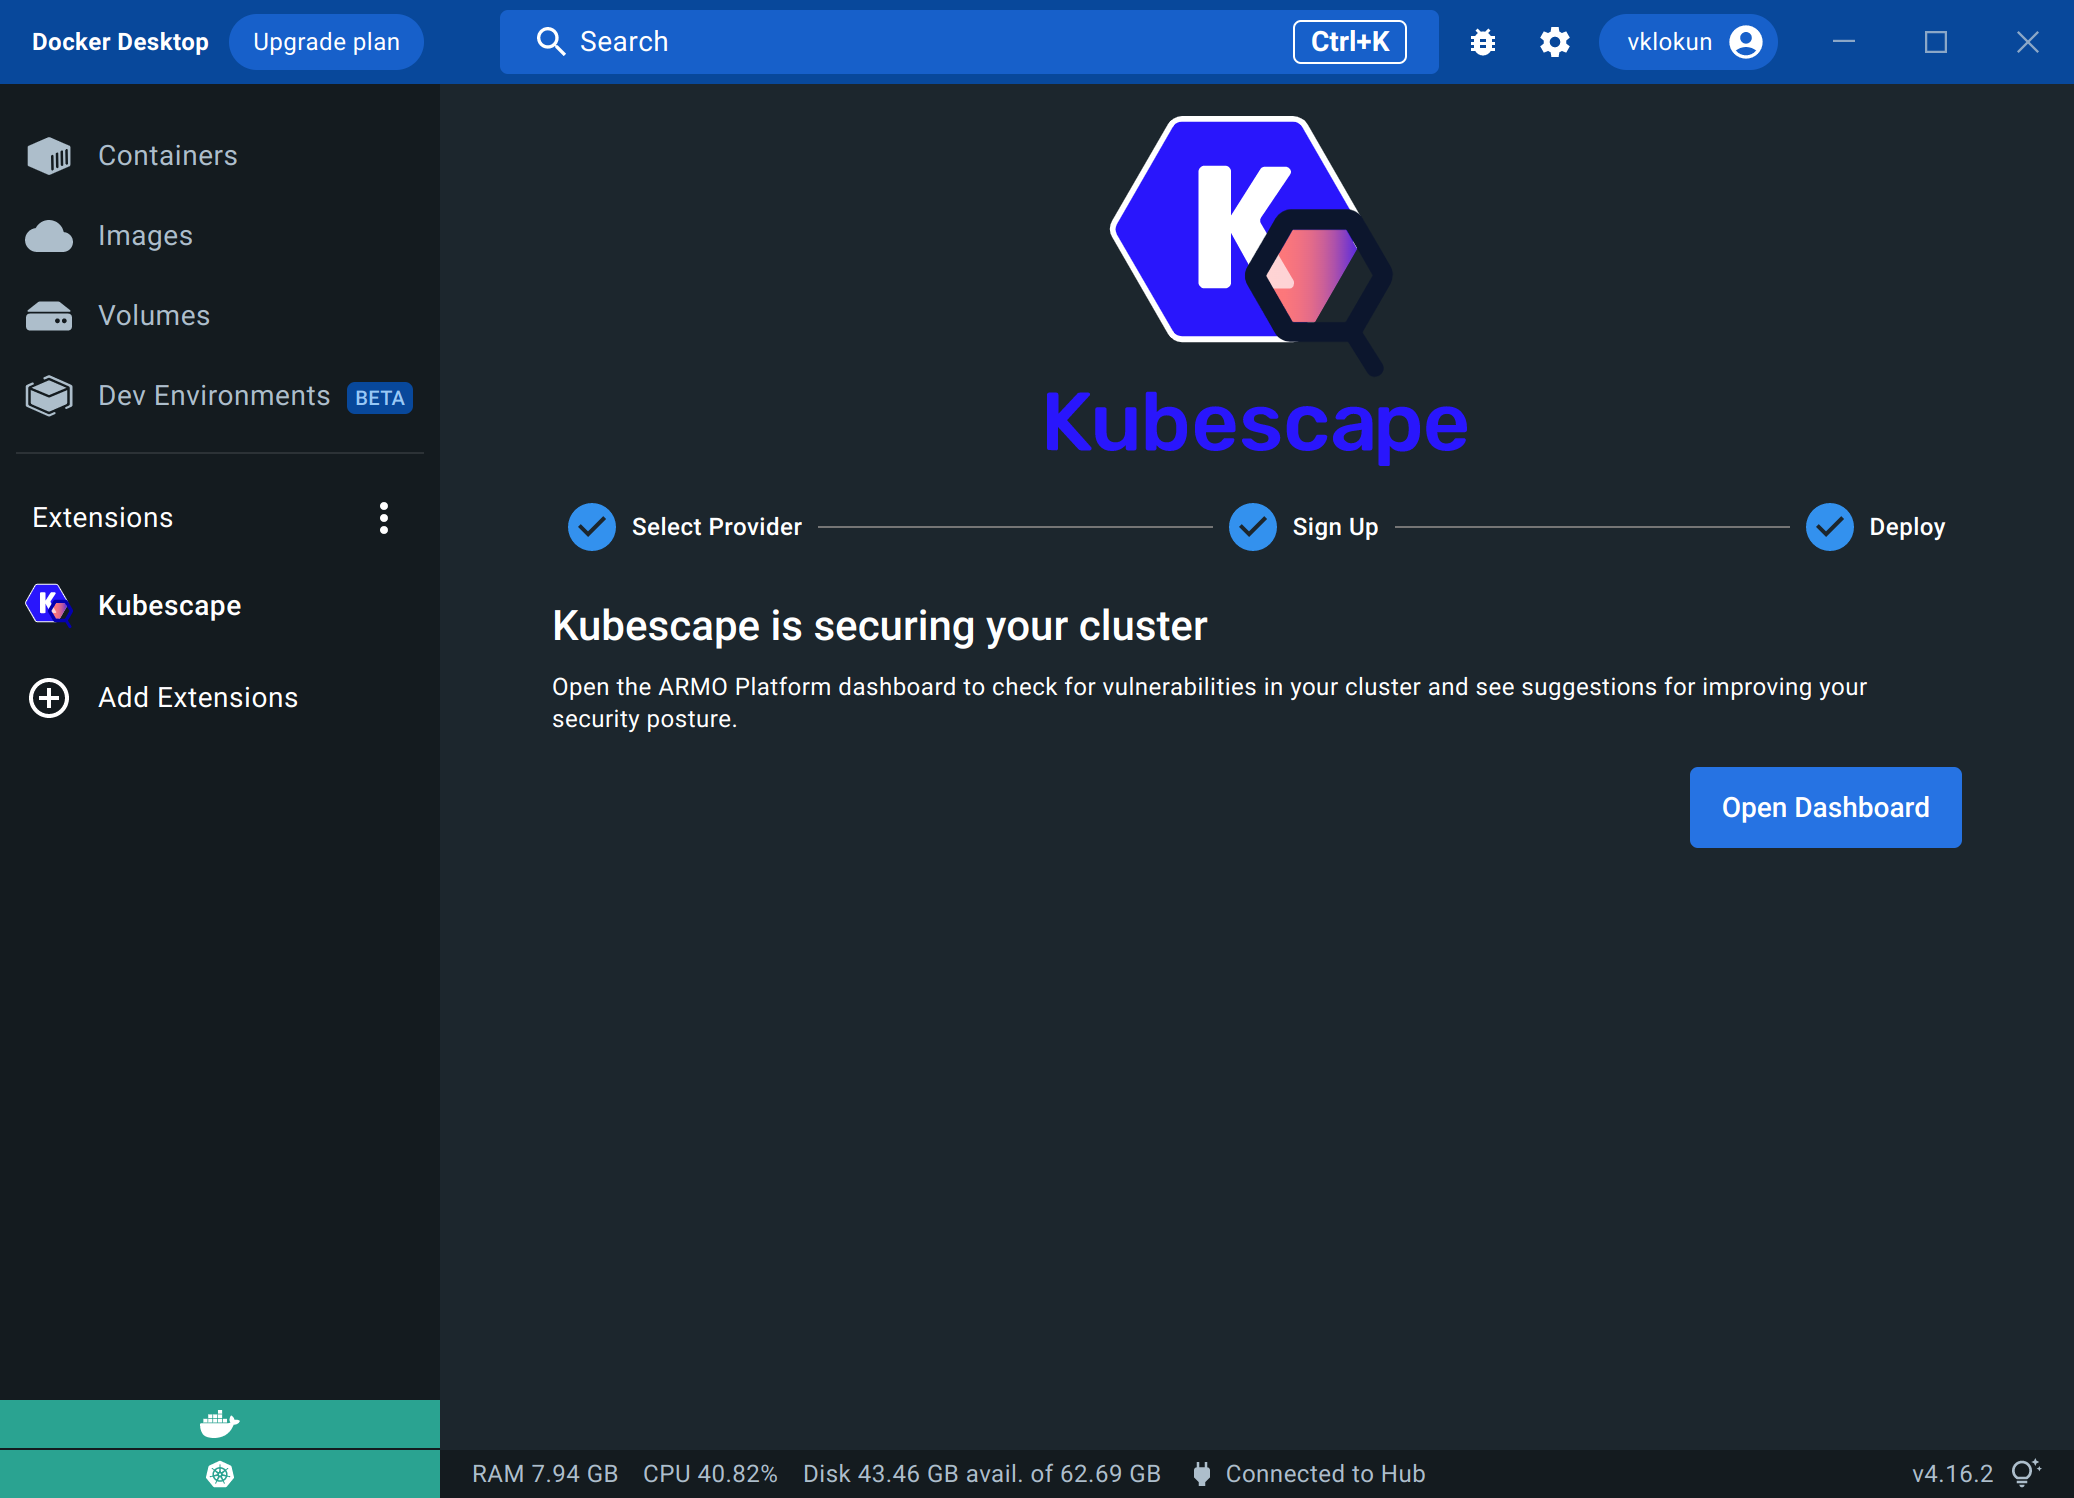 Docker Desktop Upgrade plan Search Ctrl+K vklokun
Containers
Images
Volumes
Dev Environments BETA
Extensions
Kubescape
Add Extensions
K
Kubescape
Select Provider Sign Up Deploy
Kubescape is securing your cluster
Open the ARMO Platform dashboard to check for vulnerabilities in your cluster and see suggestions for improving your
security posture.
Open Dashboard
RAM 7.94 GB CPU 40.82% Disk 43.46 GB avail. of 62.69 GB Connected to Hub v4.16.2